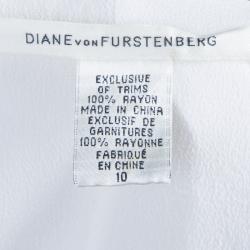 DIANE VON FURSTENBERG
EXCLUSIVE
OF TRIMS
100% RAYON
MADE IN CHINA
EXCLUSIF DE
GARNITURES
100% RAYONNE
FABRIQUÉ
EN CHINE
10